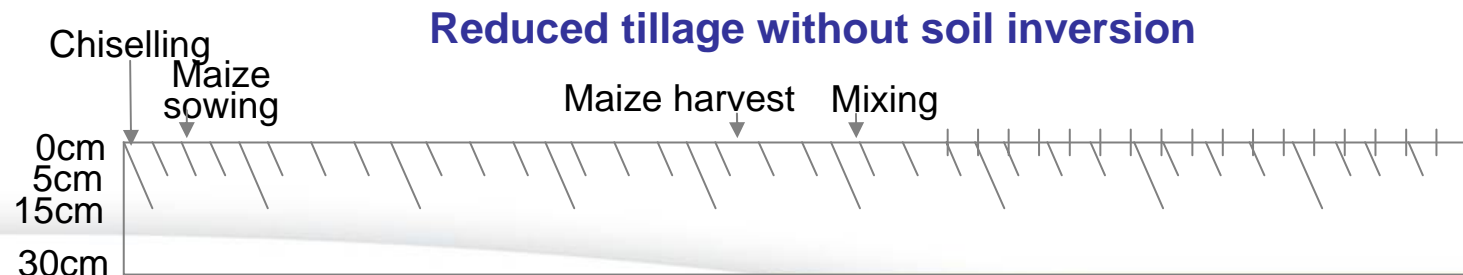 Reduced tillage without soil inversion
Chiselling
Maize
sowing
Maize harvest
Mixing
0cm
5cm
15cm
30cm